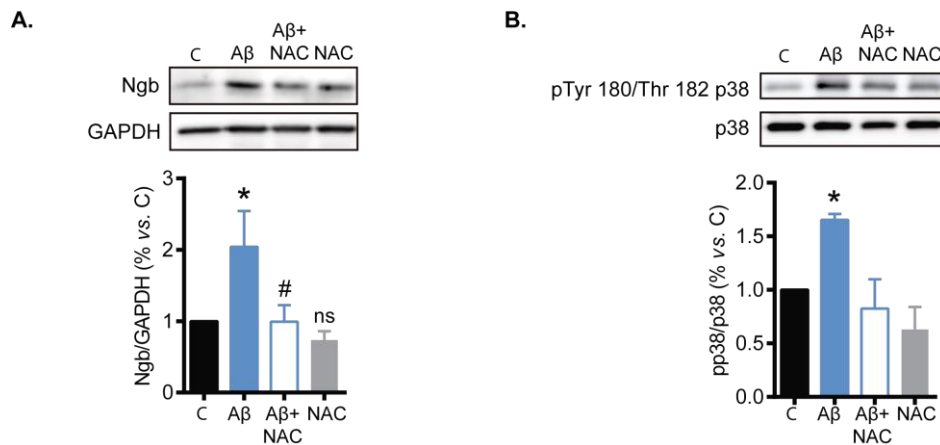 A.
C Aβ Aβ+ NAC NAC
Ngb
GAPDH
Ngb/GAPDH (% vs. C)
3
2
1
0
*
#
ns
C Aβ Aβ+ NAC NAC
B.
C Aβ Aβ+ NAC NAC
pTyr 180/Thr 182 p38
p38
pp38/p38 (% vs. C)
2.0
1.5
1.0
0.5
0.0
*
C Aβ Aβ+ NAC NAC